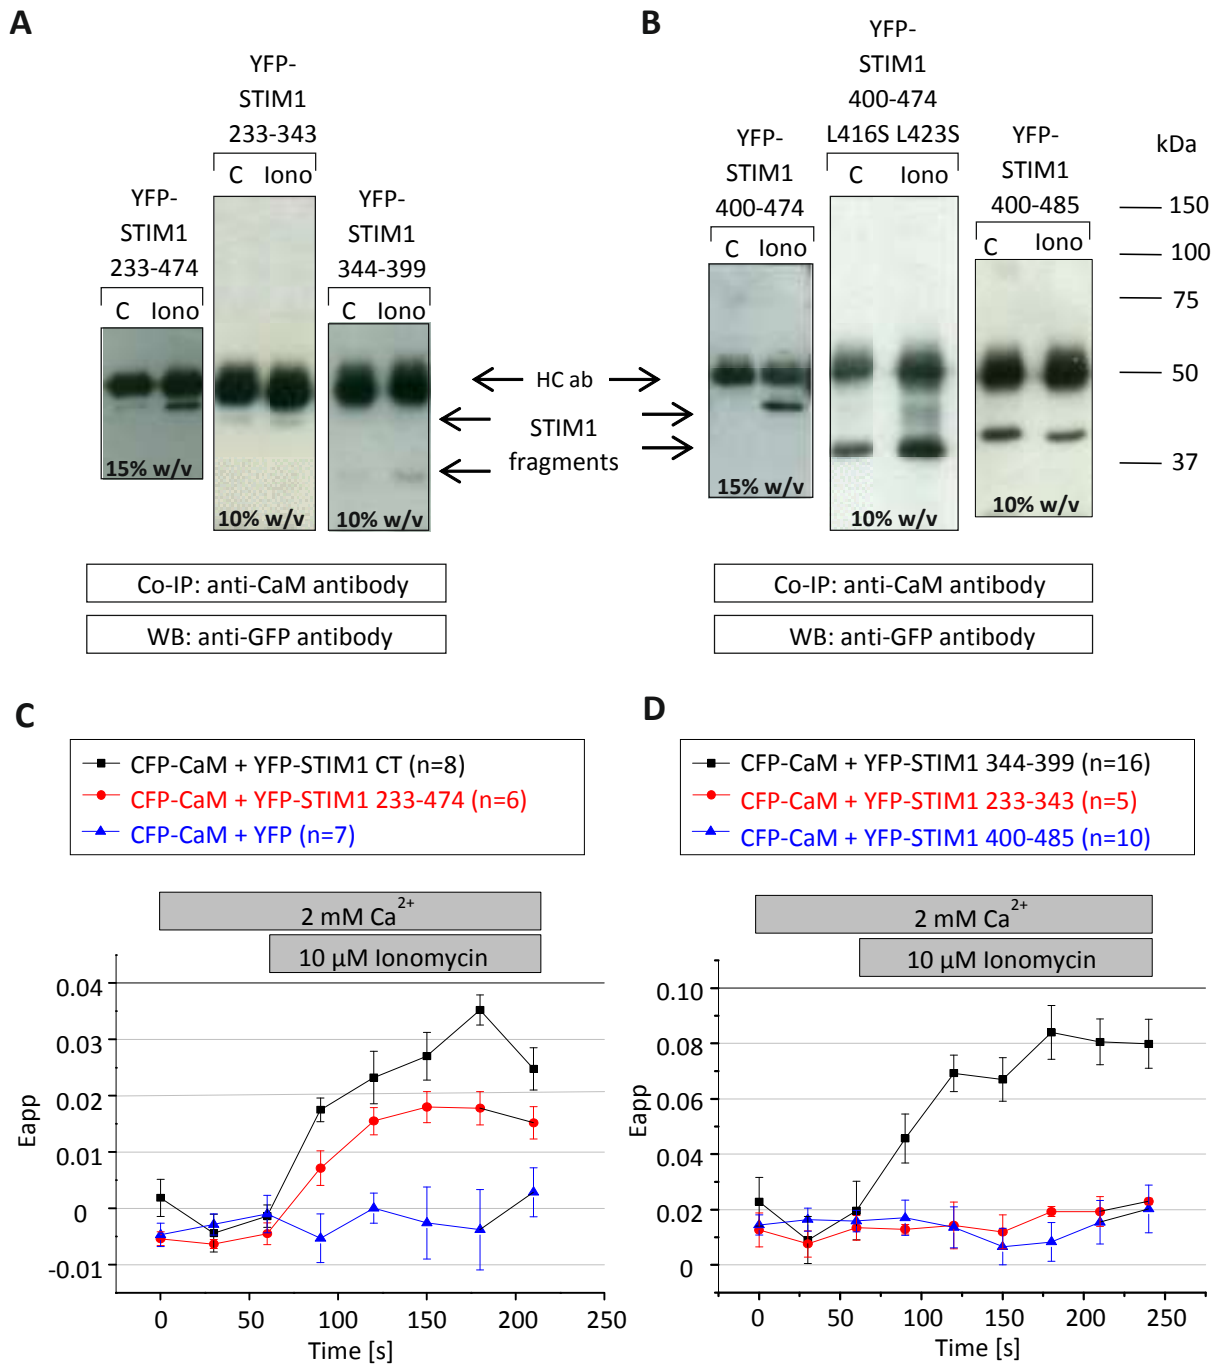 A
YFP-
STIM1
233-343
C Iono
YFP-
STIM1
233-474
C Iono
YFP-
STIM1
344-399
C Iono
15% w/v
10% w/v
10% w/v
HC ab
STIM1
fragments
Co-IP: anti-CaM antibody
WB: anti-GFP antibody
B
YFP-
STIM1
400-474
L416S L423S
C Iono
YFP-
STIM1
400-474
C Iono
YFP-
STIM1
400-485
C Iono
kDa
150
100
75
50
37
15% w/v
10% w/v
10% w/v
Co-IP: anti-CaM antibody
WB: anti-GFP antibody
C
CFP-CaM + YFP-STIM1 CT (n=8)
CFP-CaM + YFP-STIM1 233-474 (n=6)
CFP-CaM + YFP (n=7)
2 mM Ca²⁺
10 µM Ionomycin
0.04
0.03
0.02
0.01
0
-0.01
Eapp
0 50 100 150 200 250
Time [s]
D
CFP-CaM + YFP-STIM1 344-399 (n=16)
CFP-CaM + YFP-STIM1 233-343 (n=5)
CFP-CaM + YFP-STIM1 400-485 (n=10)
2 mM Ca²⁺
10 µM Ionomycin
0.10
0.08
0.06
0.04
0.02
0
Eapp
0 50 100 150 200 250
Time [s]